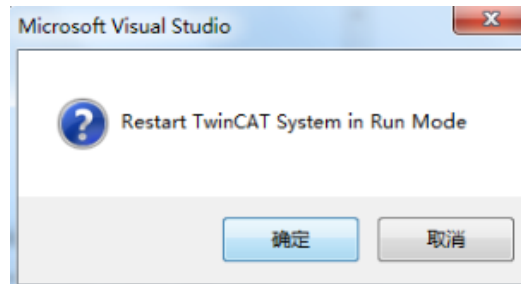 Microsoft Visual Studio
Restart TwinCAT System in Run Mode
确定
取消